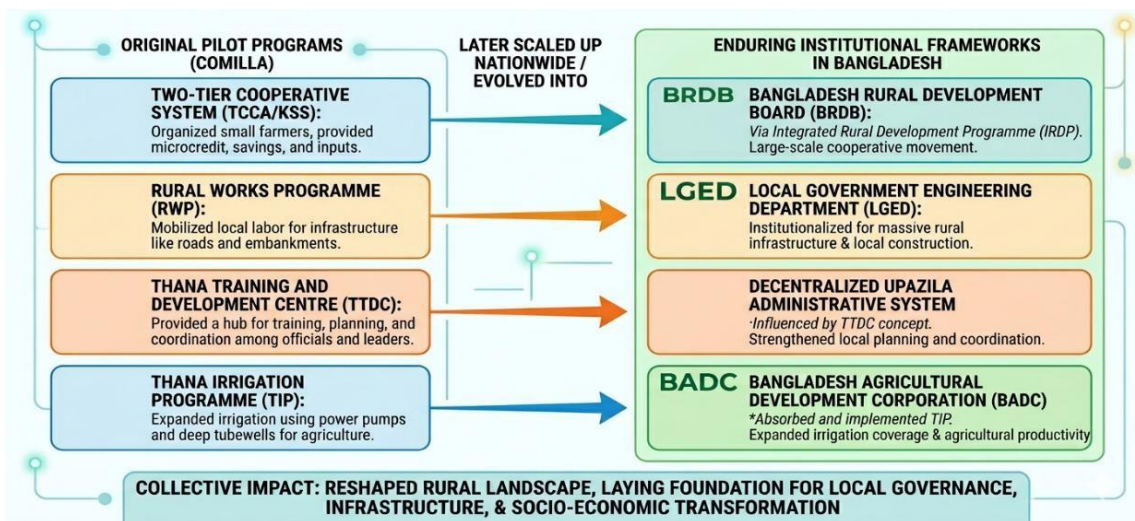 ORIGINAL PILOT PROGRAMS
(COMILLA)
LATER SCALED UP
NATIONWIDE /
EVOLVED INTO
ENDURING INSTITUTIONAL FRAMEWORKS
IN BANGLADESH
TWO-TIER COOPERATIVE
SYSTEM (TCCA/KSS):
Organized small farmers, provided
microcredit, savings, and inputs.
BRDB
BANGLADESH RURAL DEVELOPMENT
BOARD (BRDB):
Via Integrated Rural Development Programme (IRDP).
Large-scale cooperative movement.
RURAL WORKS PROGRAMME
(RWP):
Mobilized local labor for infrastructure
like roads and embankments.
LGED
LOCAL GOVERNMENT ENGINEERING
DEPARTMENT (LGED):
Institutionalized for massive rural
infrastructure & local construction.
THANA TRAINING AND
DEVELOPMENT CENTRE (TTDC):
Provided a hub for training, planning, and
coordination among officials and leaders.
DECENTRALIZED UPAZILA
ADMINISTRATIVE SYSTEM
·Influenced by TTDC concept.
Strengthened local planning and coordination.
THANA IRRIGATION
PROGRAMME (TIP):
Expanded irrigation using power pumps
and deep tubewells for agriculture.
BADC
BANGLADESH AGRICULTURAL
DEVELOPMENT CORPORATION (BADC)
*Absorbed and implemented TIP.
Expanded irrigation coverage & agricultural productivity
COLLECTIVE IMPACT: RESHAPED RURAL LANDSCAPE, LAYING FOUNDATION FOR LOCAL GOVERNANCE,
INFRASTRUCTURE, & SOCIO-ECONOMIC TRANSFORMATION